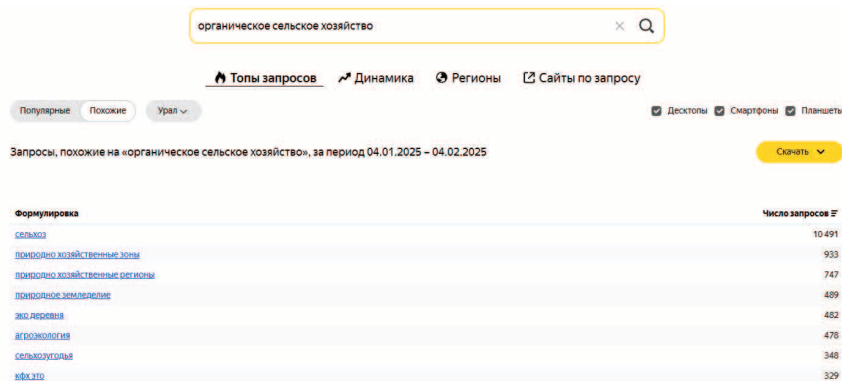 органическое сельское хозяйство
Топы запросов Динамика Регионы Сайты по запросу
Популярные Похожие Урал Десктопы Смартфоны Планшеты
Запросы, похожие на «органическое сельское хозяйство», за период 04.01.2025 – 04.02.2025 Скачать
Формулировка Число запросов
сельхоз 10 491
природно хозяйственные зоны 933
природно хозяйственные регионы 747
природное земледелие 489
эко деревня 482
агроэкология 478
сельхозугодья 348
кфх это 329